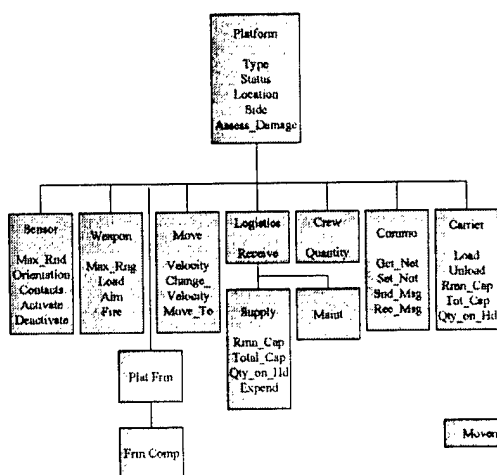 Platform
Type
Status
Location
Side
Assess_Damage
Sensor
Max_Rnd
Orientation
Contacts
Activate
Deactivate
Weapon
Max_Rng
Load
Aim
Fire
Move
Velocity
Change_
Velocity
Move_To
Logistics
Receive
Crew
Quantity
Commo
Get_Net
Set_Net
Snd_Msg
Rec_Msg
Carrier
Load
Unload
Rmn_Cap
Tot_Cap
Qty_on_Hd
Supply
Rmn_Cap
Total_Cap
Qty_on_Hd
Expend
Maint
Plat Frm
Frm Comp